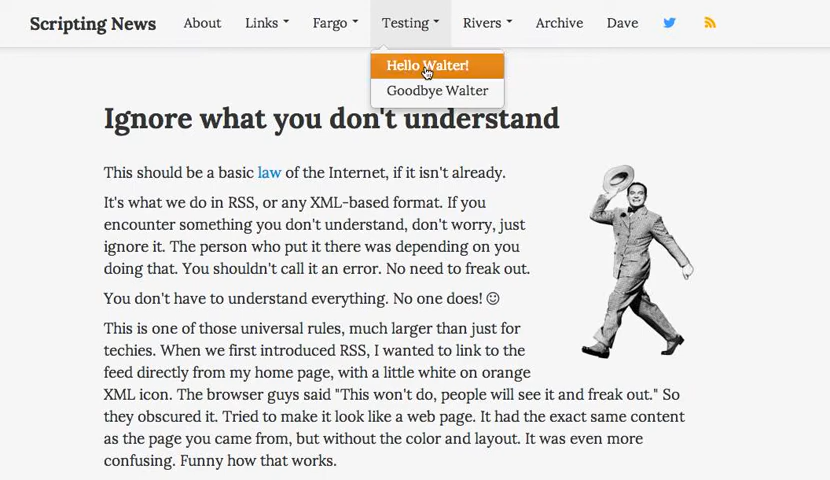 Scripting News About Links Fargo Testing Rivers Archive Dave
Hello Walter!
Goodbye Walter
Ignore what you don't understand
This should be a basic law of the Internet, if it isn't already.
It's what we do in RSS, or any XML-based format. If you
encounter something you don't understand, don't worry, just
ignore it. The person who put it there was depending on you
doing that. You shouldn't call it an error. No need to freak out.
You don't have to understand everything. No one does! ☺
This is one of those universal rules, much larger than just for
techies. When we first introduced RSS, I wanted to link to the
feed directly from my home page, with a little white on orange
XML icon. The browser guys said "This won't do, people will see it and freak out." So
they obscured it. Tried to make it look like a web page. It had the exact same content
as the page you came from, but without the color and layout. It was even more
confusing. Funny how that works.